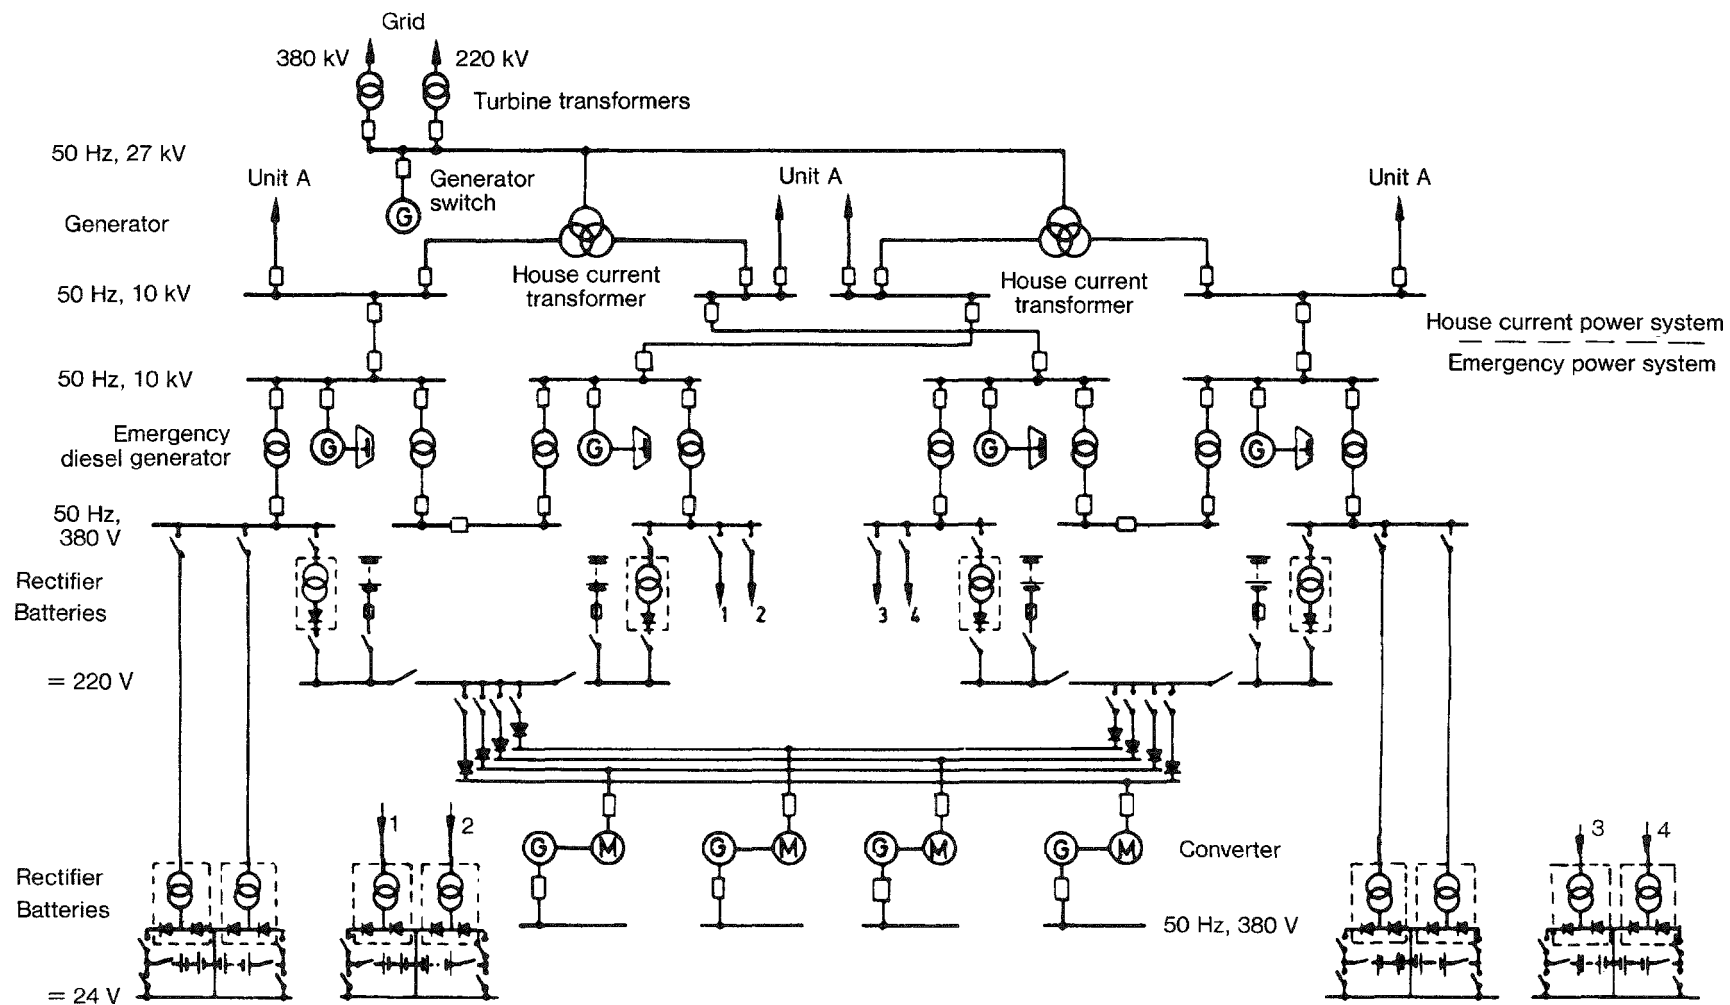 Grid
380 kV
220 kV
Turbine transformers
50 Hz, 27 kV
Unit A
Generator
switch
Unit A
Unit A
G
Generator
House current
transformer
House current
transformer
50 Hz, 10 kV
House current power system
Emergency power system
50 Hz, 10 kV
Emergency
diesel generator
G
G
G
G
50 Hz,
380 V
Rectifier
Batteries
1
2
3
4
= 220 V
1
2
3
4
G
M
G
M
G
M
G
M
Converter
Rectifier
Batteries
50 Hz, 380 V
= 24 V